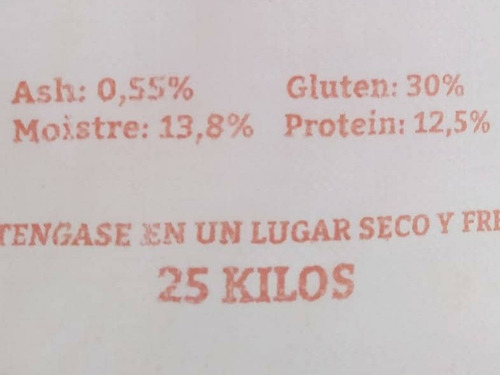 Ash: 0,55% Gluten: 30%
Moistre: 13,8% Protein: 12,5%
TENGASE EN UN LUGAR SECO Y FRE
25 KILOS